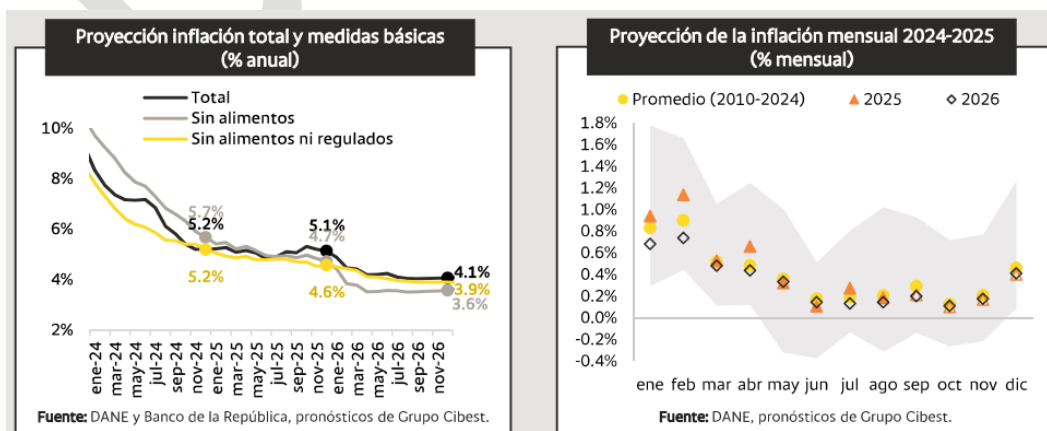 Proyección inflación total y medidas básicas
(% anual)
Total
Sin alimentos
Sin alimentos ni regulados
10%
8%
6%
4%
2%
5.7%
5.2%
5.2%
5.1%
4.7%
4.6%
4.1%
3.9%
3.6%
ene-24
mar-24
may-24
jul-24
sep-24
nov-24
ene-25
mar-25
may-25
jul-25
sep-25
nov-25
ene-26
mar-26
may-26
jul-26
sep-26
nov-26
Fuente: DANE y Banco de la República, pronósticos de Grupo Cibest.
Proyección de la inflación mensual 2024-2025
(% mensual)
Promedio (2010-2024) 2025 2026
1.8%
1.6%
1.4%
1.2%
1.0%
0.8%
0.6%
0.4%
0.2%
0.0%
-0.2%
-0.4%
ene feb mar abr may jun jul ago sep oct nov dic
Fuente: DANE, pronósticos de Grupo Cibest.